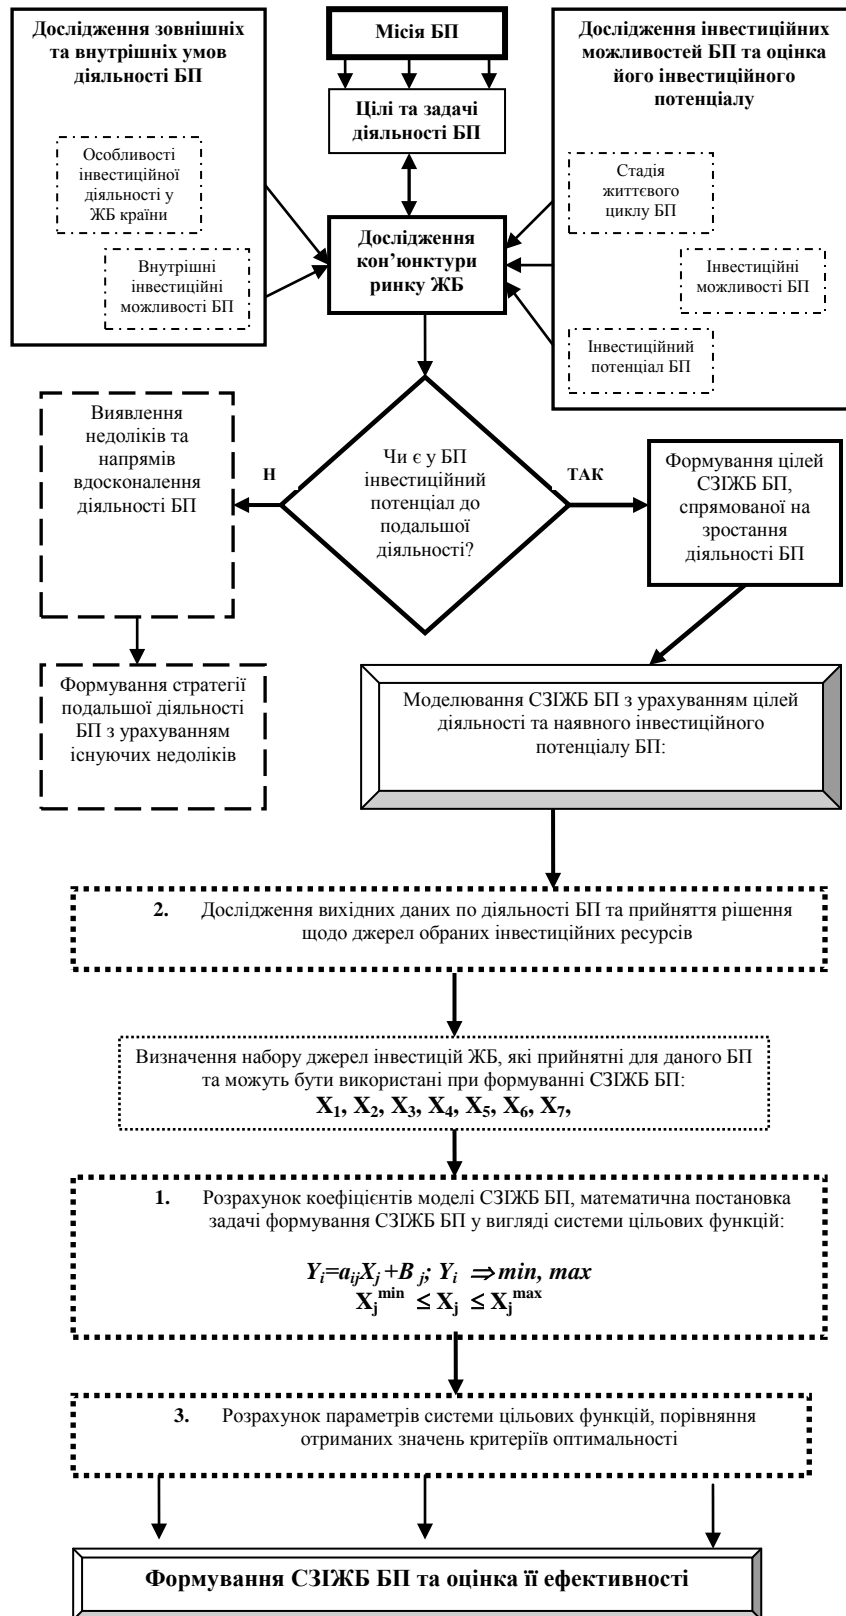 Дослідження зовнішніх
та внутрішніх умов
діяльності БП
Особливості
інвестиційної
діяльності у
ЖБ країни
Внутрішні
інвестиційні
можливості БП
Місія БП
Цілі та задачі
діяльності БП
Дослідження
кон’юнктури
ринку ЖБ
Дослідження інвестиційних
можливостей БП та оцінка
його інвестиційного
потенціалу
Стадія
життєвого
циклу БП
Інвестиційні
можливості БП
Інвестиційний
потенціал БП
Виявлення
недоліків та
напрямів
вдосконалення
діяльності БП
Н
Чи є у БП
інвестиційний
потенціал до
подальшої
діяльності?
ТАК
Формування цілей
СЗІЖБ БП,
спрямованої на
зростання
діяльності БП
Формування стратегії
подальшої діяльності
БП з урахуванням
існуючих недоліків
Моделювання СЗІЖБ БП з урахуванням цілей
діяльності та наявного інвестиційного
потенціалу БП:
2. Дослідження вихідних даних по діяльності БП та прийняття рішення
щодо джерел обраних інвестиційних ресурсів
Визначення набору джерел інвестицій ЖБ, які прийнятні для даного БП
та можуть бути використані при формуванні СЗІЖБ БП:
X₁, X₂, X₃, X₄, X₅, X₆, X₇,
1. Розрахунок коефіцієнтів моделі СЗІЖБ БП, математична постановка
задачі формування СЗІЖБ БП у вигляді системи цільових функцій:
Yᵢ=aᵢⱼXⱼ+B ⱼ; Yᵢ ⇒ min, max
Xⱼᵐⁱⁿ ≤ Xⱼ ≤ Xⱼᵐᵃˣ
3. Розрахунок параметрів системи цільових функцій, порівняння
отриманих значень критеріїв оптимальності
Формування СЗІЖБ БП та оцінка її ефективності